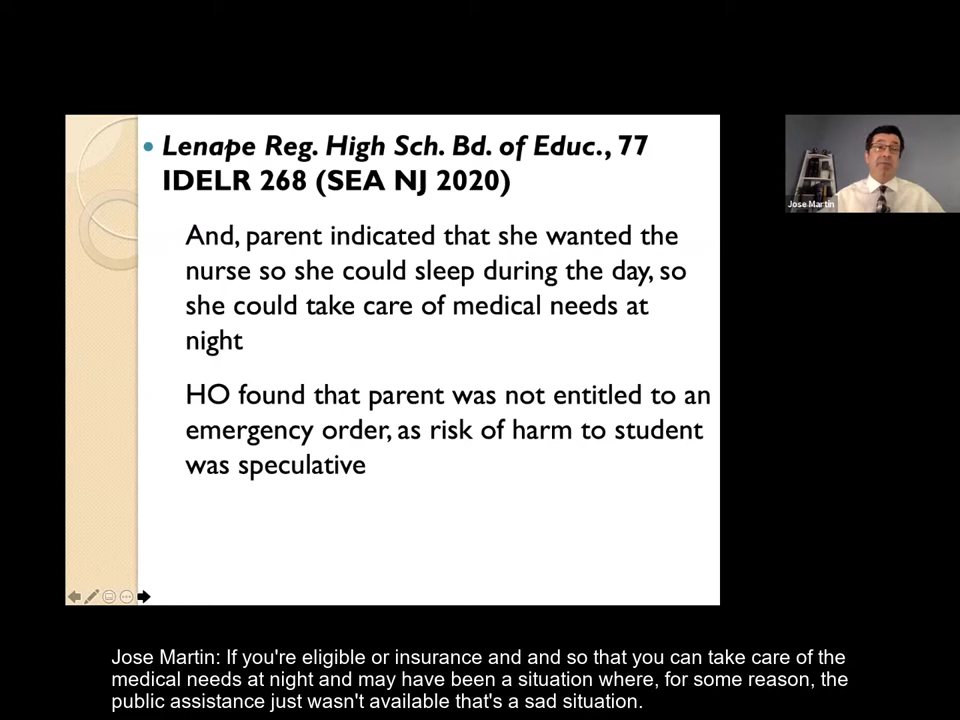 Lenape Reg. High Sch. Bd. of Educ., 77
IDELR 268 (SEA NJ 2020)
And, parent indicated that she wanted the
nurse so she could sleep during the day, so
she could take care of medical needs at
night
HO found that parent was not entitled to an
emergency order, as risk of harm to student
was speculative
Jose Martin
Jose Martin: If you're eligible or insurance and and so that you can take care of the
medical needs at night and may have been a situation where, for some reason, the
public assistance just wasn't available that's a sad situation.